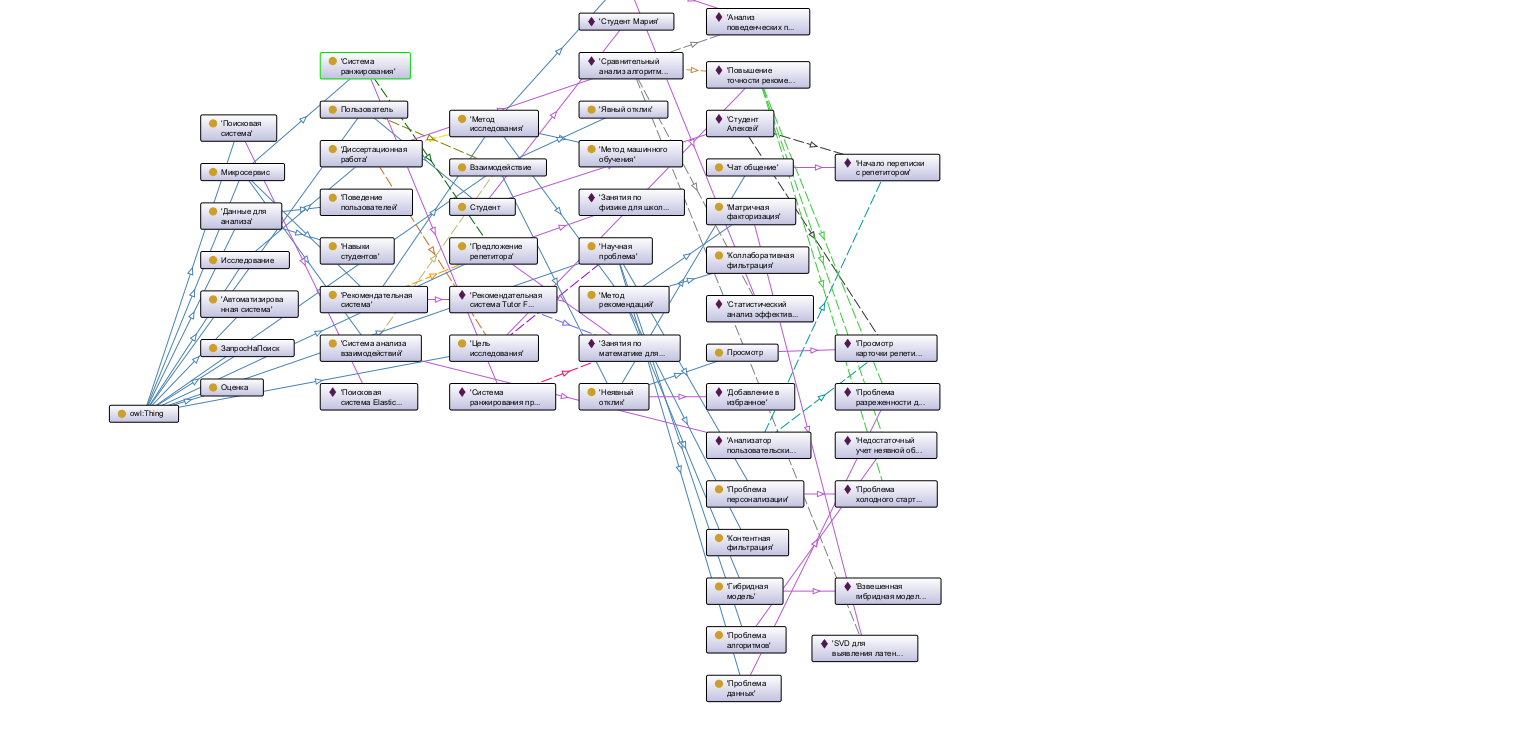 owl:Thing
'Поисковая
система'
Микросервис
'Данные для
анализа'
Исследование
'Автоматизирова
нная система'
ЗапросНаПоиск
Оценка
'Система
ранжирования'
Пользователь
'Диссертационная
работа'
'Поведение
пользователей'
'Навыки
студентов'
'Рекомендательная
система'
'Система анализа
взаимодействий'
'Поисковая
система Elastic...
'Метод
исследования'
Взаимодействие
Студент
'Предложение
репетитора'
'Рекомендательная
система Tutor F...
'Цель
исследования'
'Система
ранжирования пр...
'Студент Мария'
'Сравнительный
анализ алгоритм...
'Явный отклик'
'Метод машинного
обучения'
'Занятия по
физике для школ...
'Научная
проблема'
'Метод
рекомендаций'
'Занятия по
математике для...
'Неявный
отклик'
'Анализ
поведенческих п...
'Повышение
точности рекоме...
'Студент
Алексей'
'Чат общение'
'Матричная
факторизация'
'Коллаборативная
фильтрация'
'Статистический
анализ эффектив...
Просмотр
'Добавление в
избранное'
'Анализатор
пользовательски...
'Проблема
персонализации'
'Контентная
фильтрация'
'Гибридная
модель'
'Проблема
алгоритмов'
'Проблема
данных'
'Начало переписки
с репетитором'
'Просмотр
карточки репети...
'Проблема
разреженности д...
'Недостаточный
учет неявной об...
'Проблема
холодного старт...
'Взвешенная
гибридная модел...
'SVD для
выявления латен...